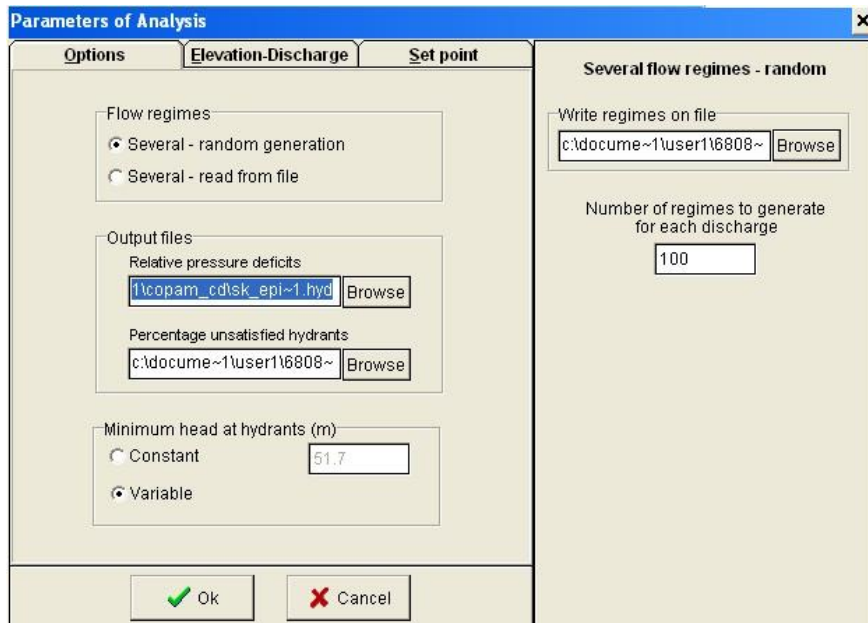 Parameters of Analysis
Options
Elevation-Discharge
Set point
Flow regimes
Several - random generation
Several - read from file
Output files
Relative pressure deficits
1\copam_cd\sk_epi~1.hyd
Browse
Percentage unsatisfied hydrants
c:\docume~1\user1\6808~
Browse
Minimum head at hydrants (m)
Constant
51.7
Variable
Ok
Cancel
Several flow regimes - random
Write regimes on file
c:\docume~1\user1\6808~
Browse
Number of regimes to generate
for each discharge
100